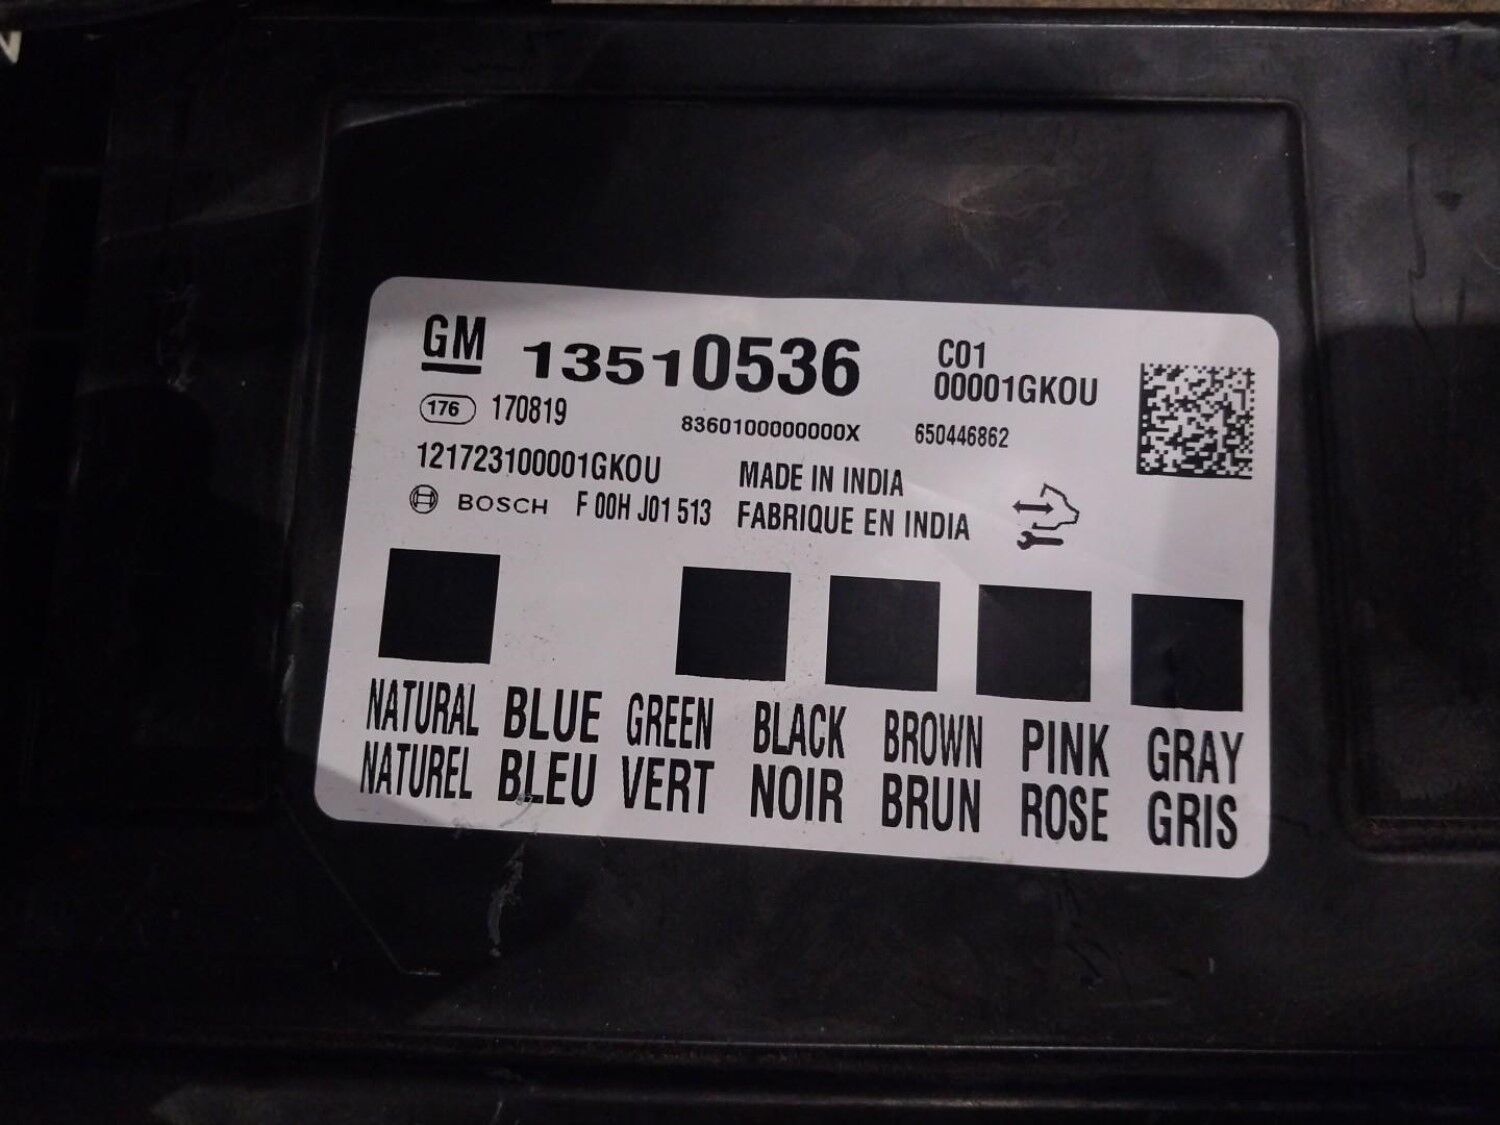 GM 13510536 C01
00001GKOU
176 170819 8360100000000X 650446862
121723100001GKOU MADE IN INDIA
BOSCH F 00H J01 513 FABRIQUE EN INDIA
NATURAL BLUE GREEN BLACK BROWN PINK GRAY
NATUREL BLEU VERT NOIR BRUN ROSE GRIS